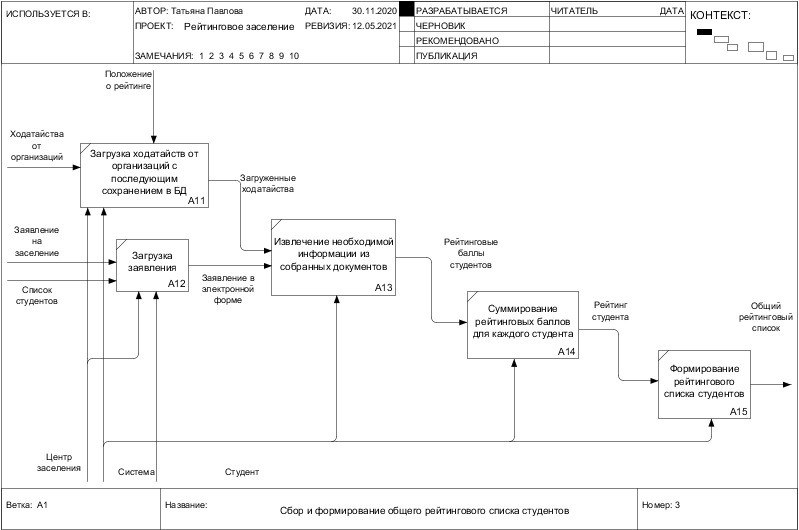 ИСПОЛЬЗУЕТСЯ В:
АВТОР: Татьяна Павлова
ДАТА: 30.11.2020
ПРОЕКТ: Рейтинговое заселение
РЕВИЗИЯ: 12.05.2021
ЗАМЕЧАНИЯ: 1 2 3 4 5 6 7 8 9 10
РАЗРАБАТЫВАЕТСЯ
ЧЕРНОВИК
РЕКОМЕНДОВАНО
ПУБЛИКАЦИЯ
ЧИТАТЕЛЬ
ДАТА
КОНТЕКСТ:
Положение
о рейтинге
Ходатайства
от
организаций
Загрузка ходатайств от
организаций с
последующим
сохранением в БД
A11
Загруженные
ходатайства
Заявление
на
заселение
Список
студентов
Загрузка
заявления
A12
Заявление в
электронной
форме
Извлечение необходимой
информации из
собранных документов
A13
Рейтинговые
баллы
студентов
Суммирование
рейтинговых баллов
для каждого студента
A14
Рейтинг
студента
Общий
рейтинговый
список
Формирование
рейтингового
списка студентов
A15
Центр
заселения
Система
Студент
Ветка: A1
Название:
Сбор и формирование общего рейтингового списка студентов
Номер: 3